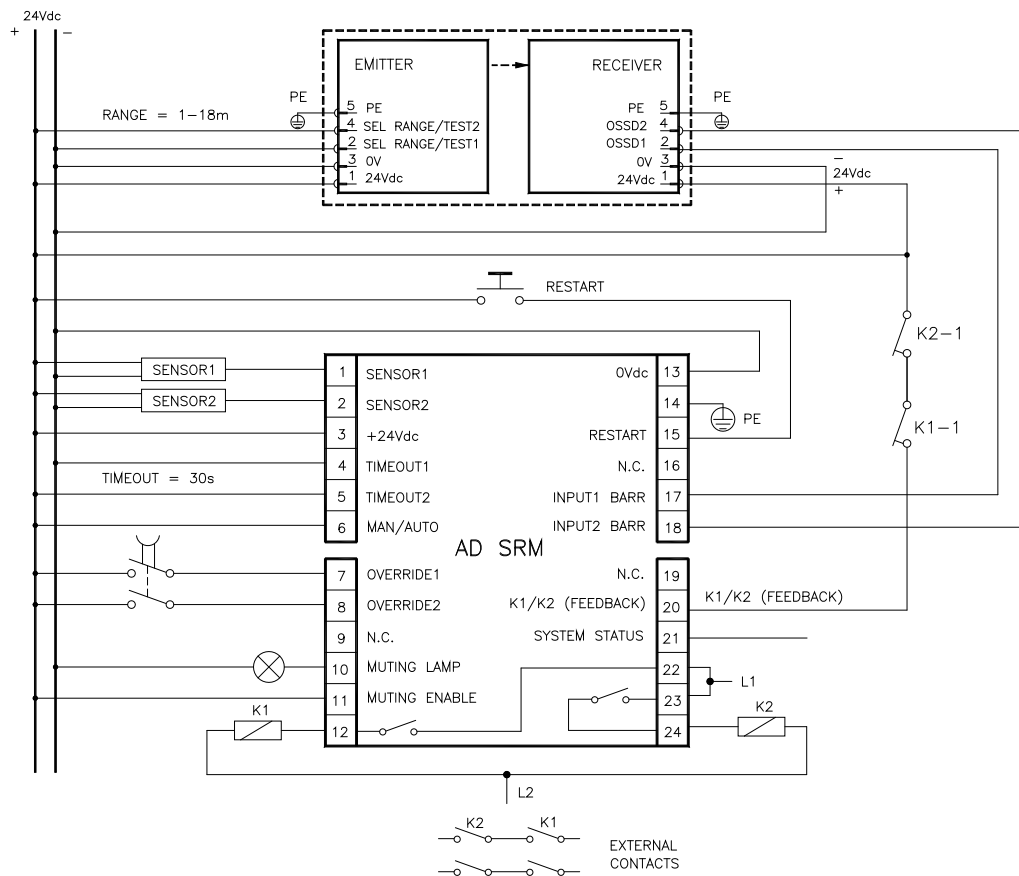 24Vdc
+ −
EMITTER
RECEIVER
RANGE = 1−18m
PE
5 PE
4 SEL RANGE/TEST2
2 SEL RANGE/TEST1
3 0V
1 24Vdc
PE 5
OSSD2 4
OSSD1 2
0V 3
24Vdc 1
PE
−
24Vdc
+
RESTART
K2−1
K1−1
SENSOR1
SENSOR2
TIMEOUT = 30s
1 SENSOR1
2 SENSOR2
3 +24Vdc
4 TIMEOUT1
5 TIMEOUT2
6 MAN/AUTO
0Vdc 13
14
PE
RESTART 15
N.C. 16
INPUT1 BARR 17
INPUT2 BARR 18
AD SRM
7 OVERRIDE1
8 OVERRIDE2
9 N.C.
10 MUTING LAMP
11 MUTING ENABLE
12
N.C. 19
K1/K2 (FEEDBACK) 20
K1/K2 (FEEDBACK)
SYSTEM STATUS 21
22
23
24
L1
K1
K2
L2
K2 K1
EXTERNAL
CONTACTS